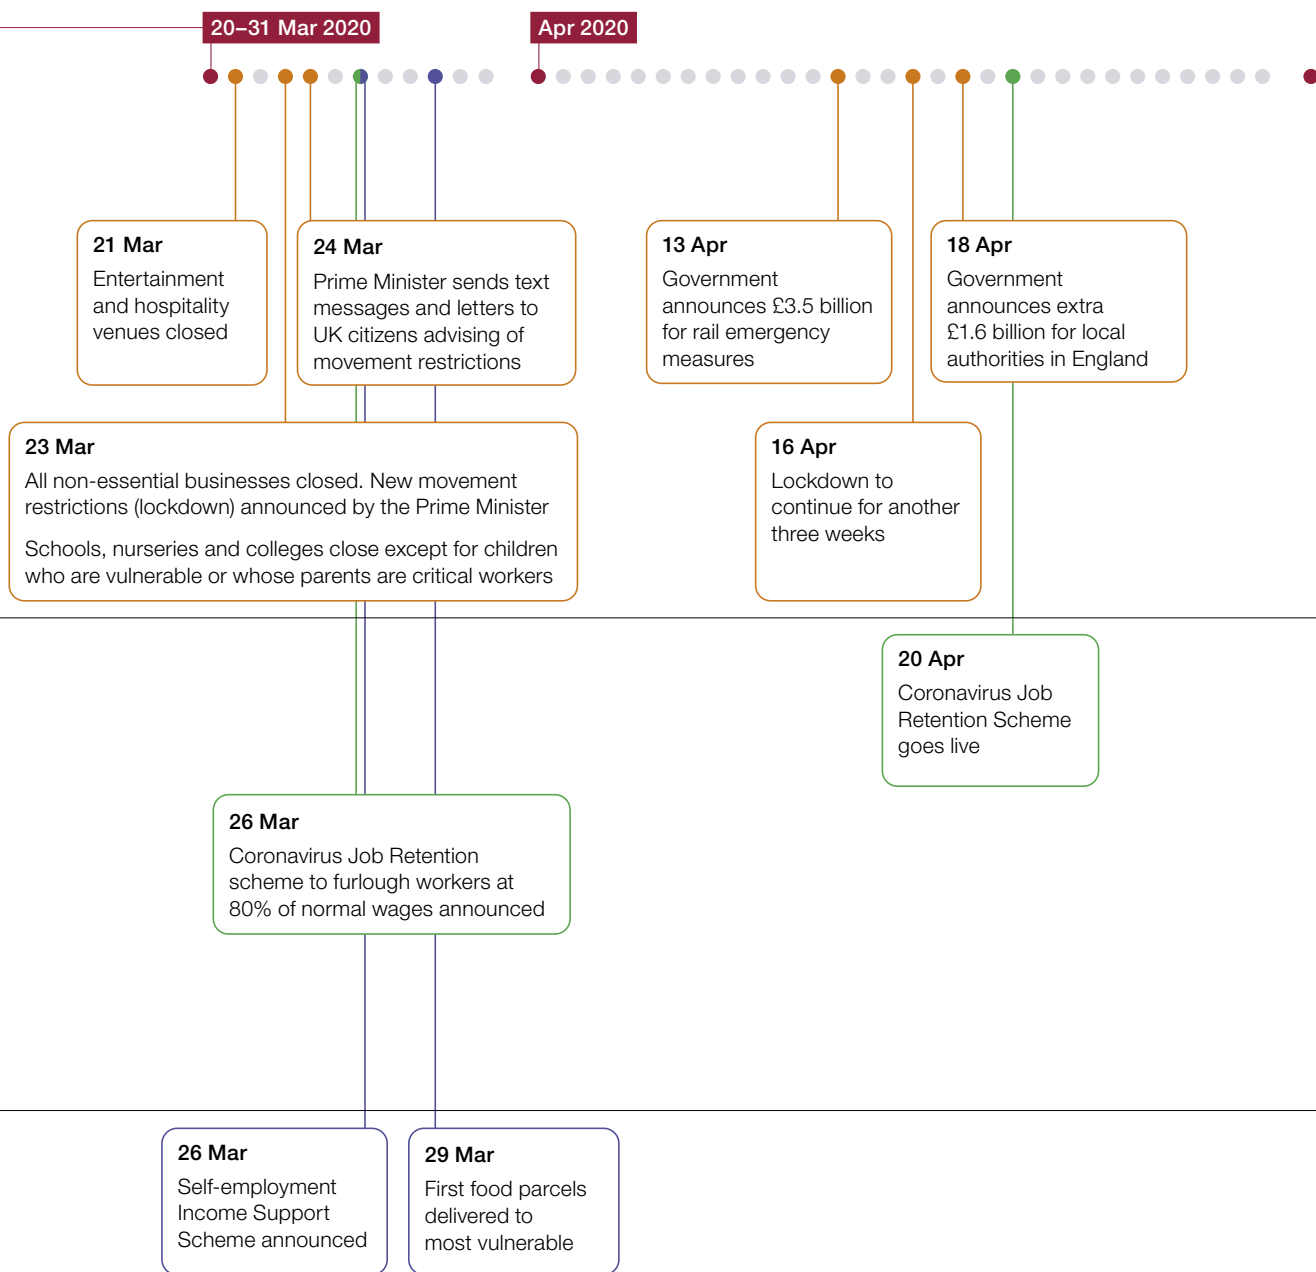 20–31 Mar 2020
Apr 2020
21 Mar
Entertainment
and hospitality
venues closed
24 Mar
Prime Minister sends text
messages and letters to
UK citizens advising of
movement restrictions
13 Apr
Government
announces £3.5 billion
for rail emergency
measures
18 Apr
Government
announces extra
£1.6 billion for local
authorities in England
23 Mar
All non-essential businesses closed. New movement
restrictions (lockdown) announced by the Prime Minister
Schools, nurseries and colleges close except for children
who are vulnerable or whose parents are critical workers
16 Apr
Lockdown to
continue for another
three weeks
20 Apr
Coronavirus Job
Retention Scheme
goes live
26 Mar
Coronavirus Job Retention
scheme to furlough workers at
80% of normal wages announced
26 Mar
Self-employment
Income Support
Scheme announced
29 Mar
First food parcels
delivered to
most vulnerable